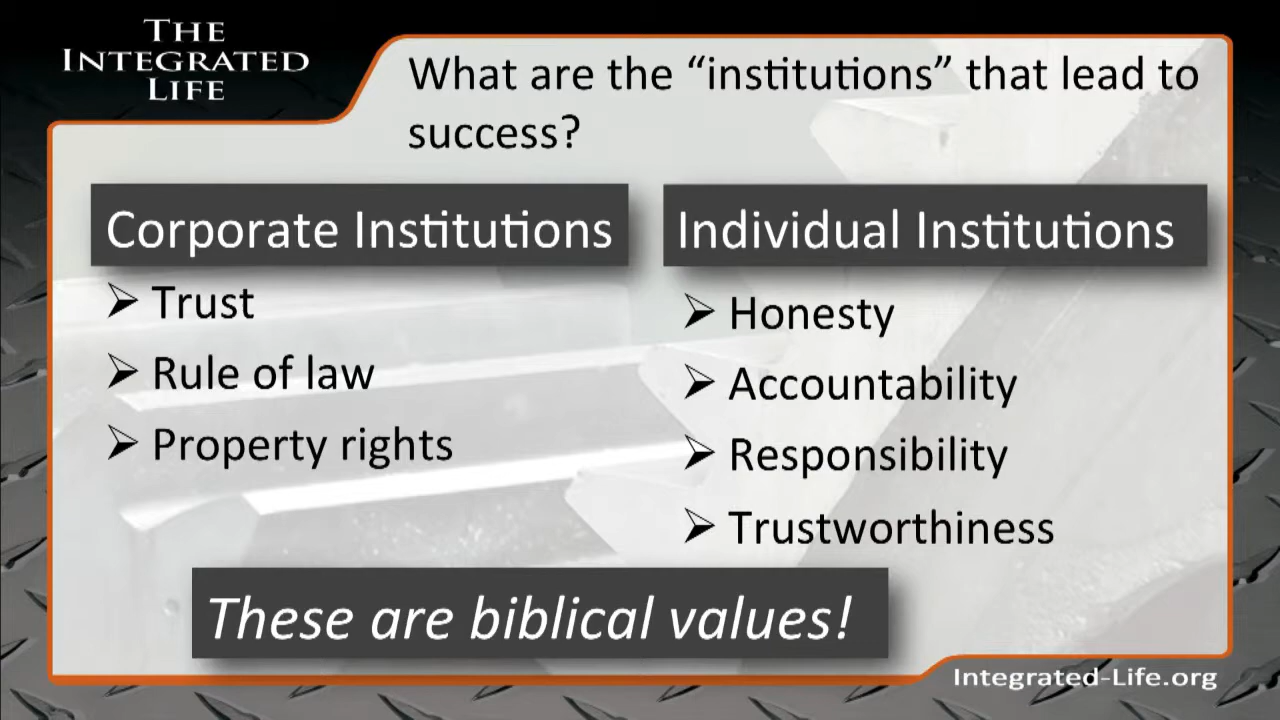 THE
INTEGRATED
LIFE
What are the “institutions” that lead to
success?
Corporate Institutions
➢ Trust
➢ Rule of law
➢ Property rights
Individual Institutions
➢ Honesty
➢ Accountability
➢ Responsibility
➢ Trustworthiness
These are biblical values!
Integrated-Life.org